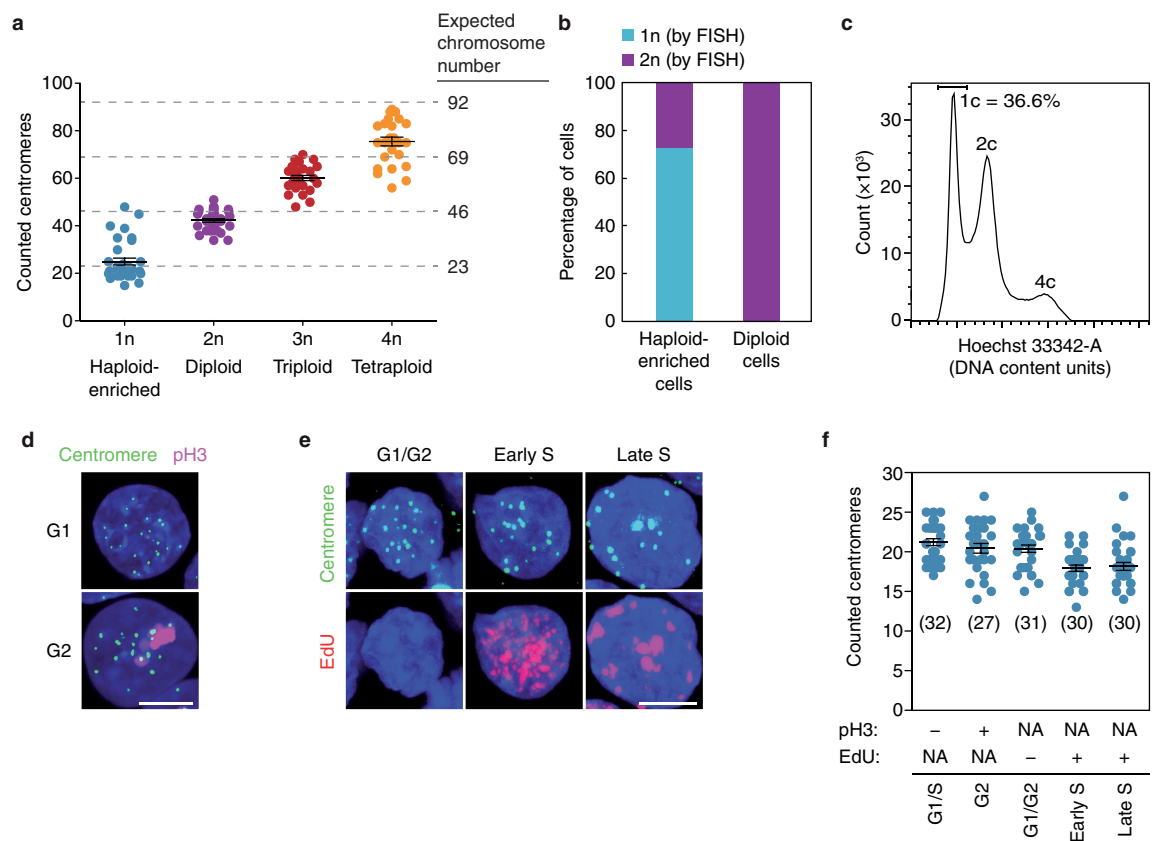 a
Expected
chromosome
number
Counted centromeres
100
80
60
40
20
0
92
69
46
23
1n
2n
3n
4n
Haploid-
enriched
Diploid
Triploid
Tetraploid
b
1n (by FISH)
2n (by FISH)
Percentage of cells
100
80
60
40
20
0
Haploid-
enriched
cells
Diploid
cells
c
Count (×10³)
30
20
10
0
1c = 36.6%
2c
4c
Hoechst 33342-A
(DNA content units)
d
Centromere pH3
G1
G2
e
G1/G2
Early S
Late S
Centromere
EdU
f
Counted centromeres
30
25
20
15
10
5
0
(32)
(27)
(31)
(30)
(30)
pH3: – + NA NA NA
EdU: NA NA – + +
G1/S
G2
G1/G2
Early S
Late S